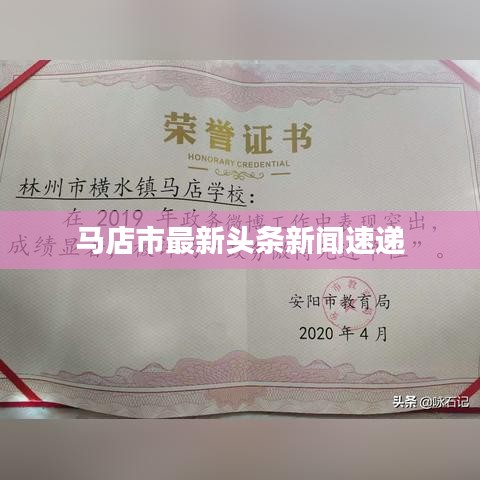 荣誉证书
HONORARY CREDENTIAL
林州市横水镇马店学校：
在 2019 年政务微博工作中表现突出，
成绩显
位”。
马店市最新头条新闻速递
安阳市教育局
2020 年 4 月
头条 @咏石记